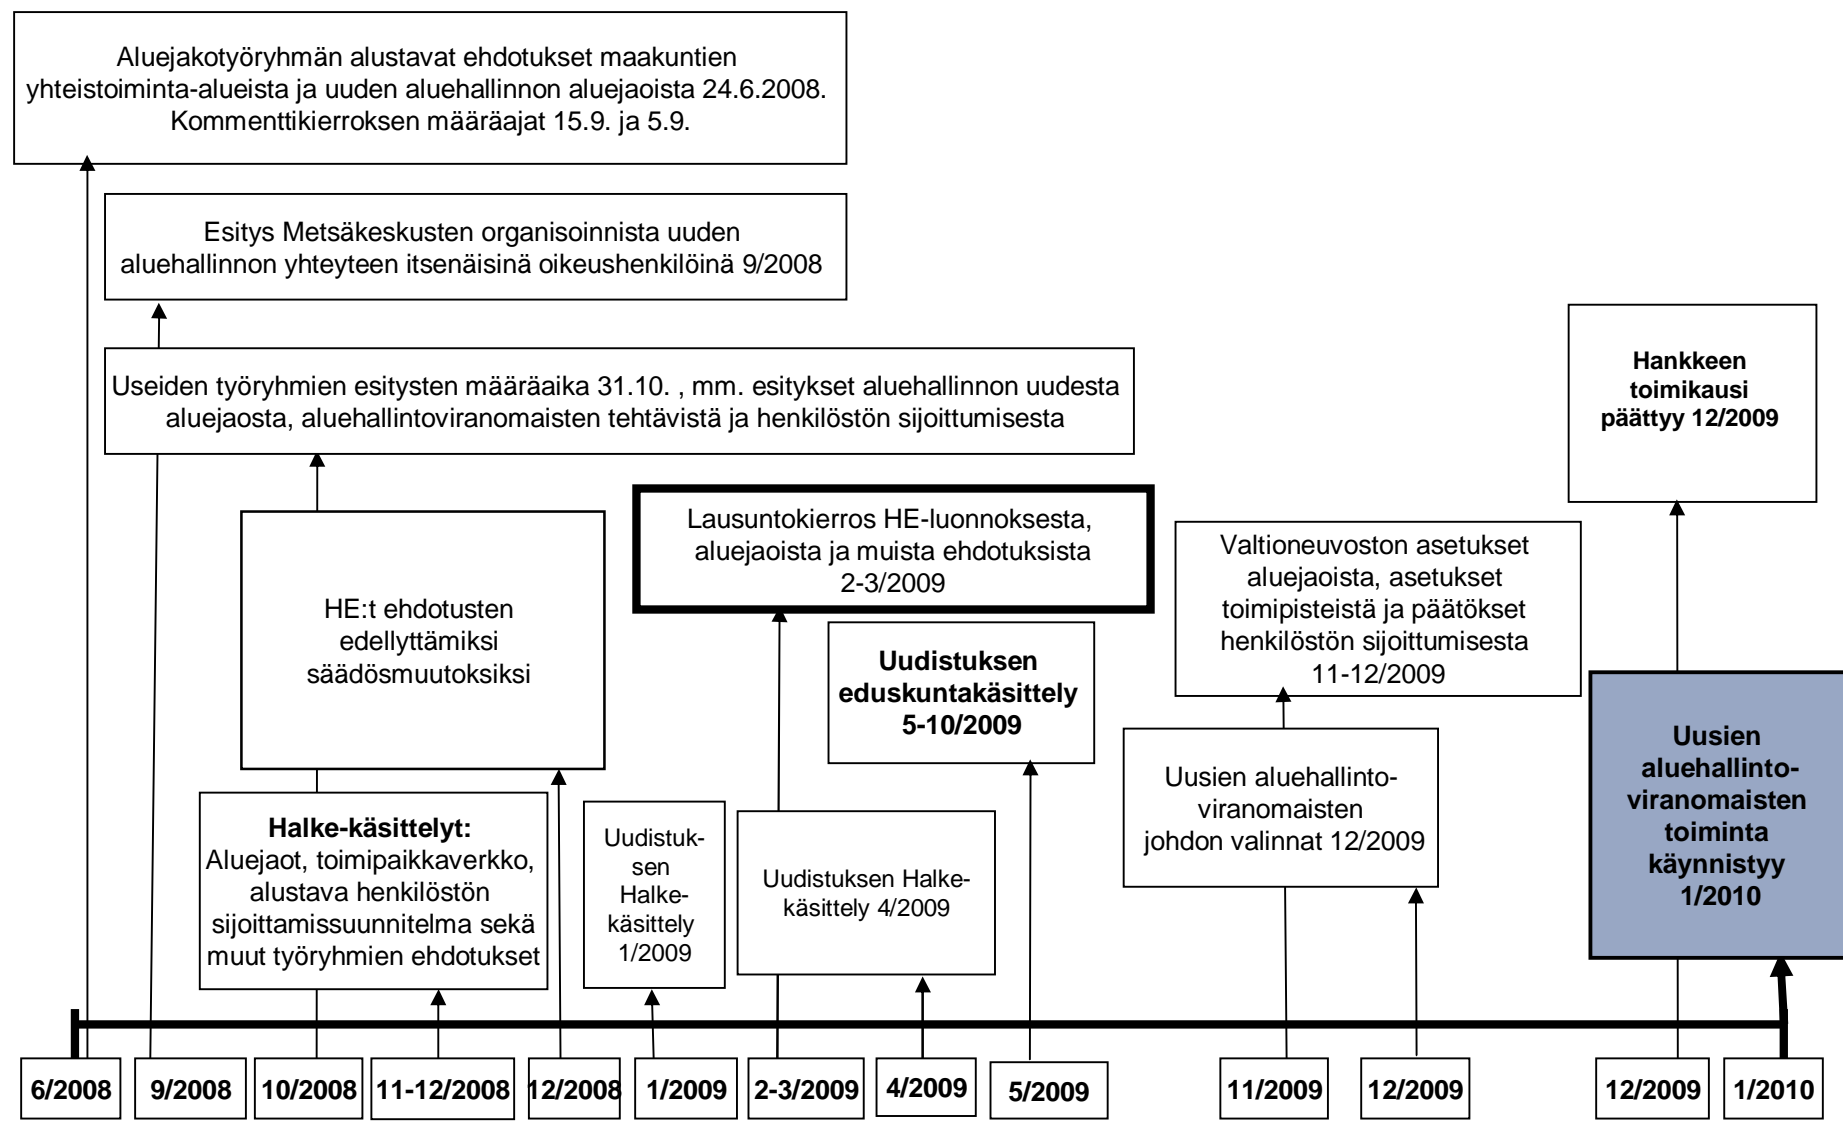 Aluejakotyöryhmän alustavat ehdotukset maakuntien
yhteistoiminta-alueista ja uuden aluehallinnon aluejaoista 24.6.2008.
Kommenttikierroksen määräajat 15.9. ja 5.9.
Esitys Metsäkeskusten organisoinnista uuden
aluehallinnon yhteyteen itsenäisinä oikeushenkilöinä 9/2008
Useiden työryhmien esitysten määräaika 31.10. , mm. esitykset aluehallinnon uudesta
aluejaosta, aluehallintoviranomaisten tehtävistä ja henkilöstön sijoittumisesta
Hankkeen
toimikausi
päättyy 12/2009
HE:t ehdotusten
edellyttämiksi
säädösmuutoksiksi
Lausuntokierros HE-luonnoksesta,
aluejaoista ja muista ehdotuksista
2-3/2009
Valtioneuvoston asetukset
aluejaoista, asetukset
toimipisteistä ja päätökset
henkilöstön sijoittumisesta
11-12/2009
Uudistuksen
eduskuntakäsittely
5-10/2009
Halke-käsittelyt:
Aluejaot, toimipaikkaverkko,
alustava henkilöstön
sijoittamissuunnitelma sekä
muut työryhmien ehdotukset
Uudistuk-
sen
Halke-
käsittely
1/2009
Uudistuksen Halke-
käsittely 4/2009
Uusien aluehallinto-
viranomaisten
johdon valinnat 12/2009
Uusien
aluehallinto-
viranomaisten
toiminta
käynnistyy
1/2010
6/2008
9/2008
10/2008
11-12/2008
12/2008
1/2009
2-3/2009
4/2009
5/2009
11/2009
12/2009
12/2009
1/2010